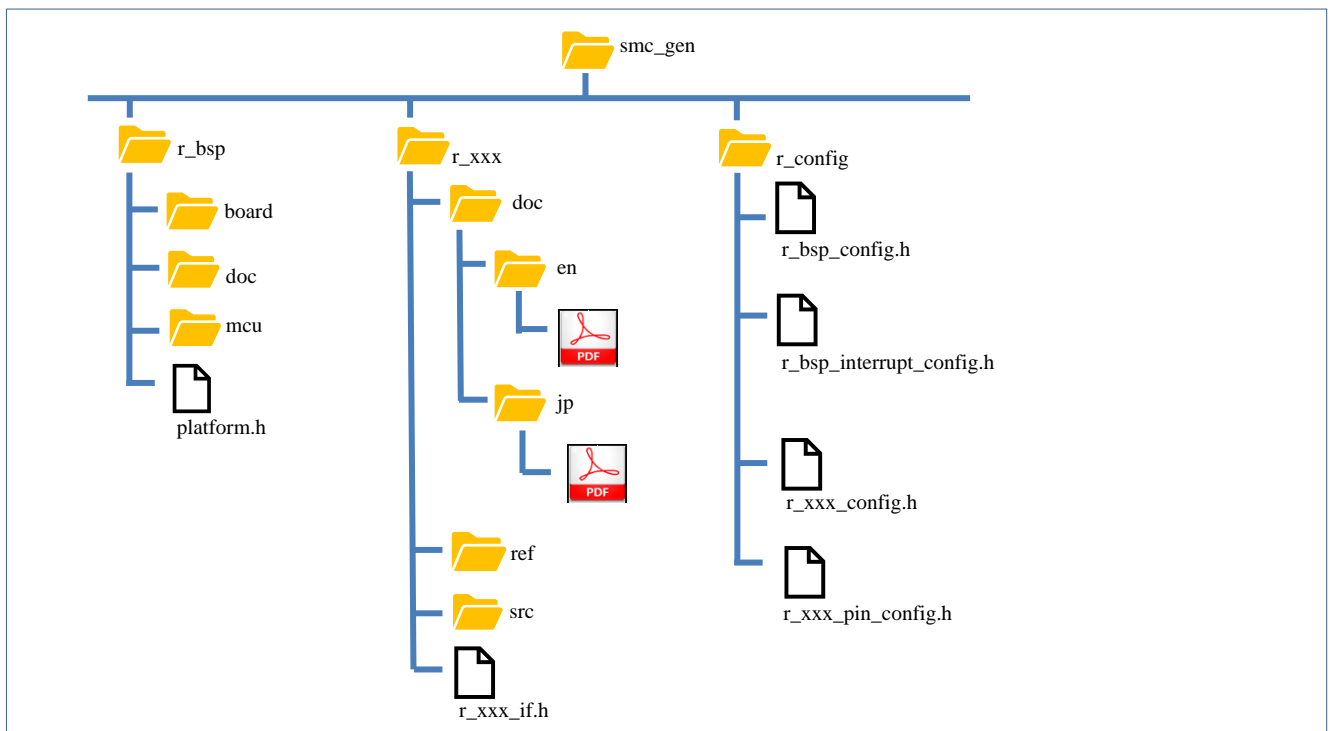 smc_gen
r_bsp
board
doc
mcu
platform.h
r_xxx
doc
en
PDF
jp
PDF
ref
src
r_xxx_if.h
r_config
r_bsp_config.h
r_bsp_interrupt_config.h
r_xxx_config.h
r_xxx_pin_config.h